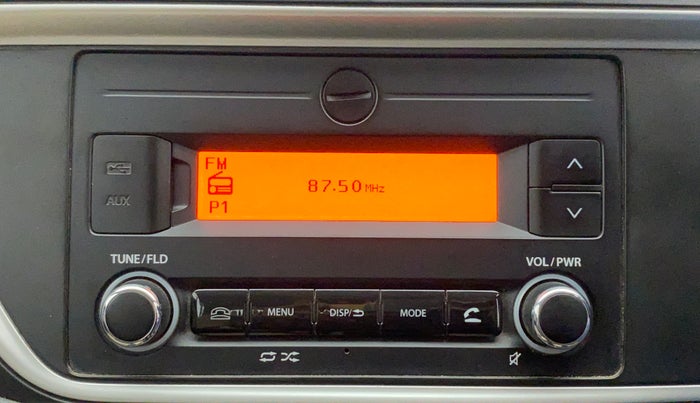 FM
87.50 MHz
P1
AUX
TUNE/FLD
VOL/PWR
MENU
DISP/
MODE